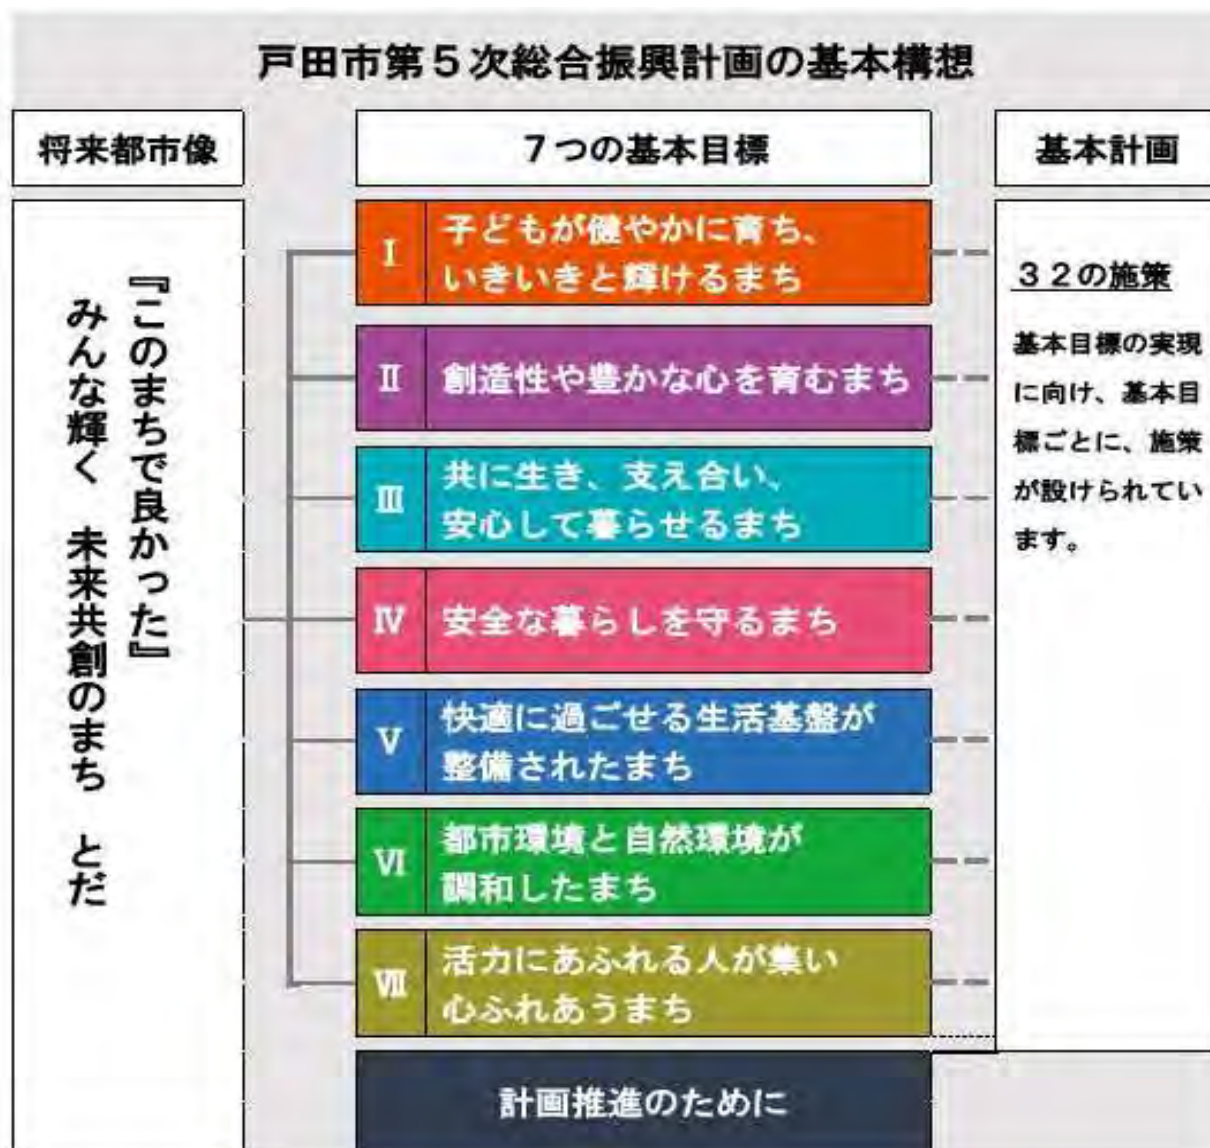 戸田市第５次総合振興計画の基本構想
将来都市像
『このまちで良かった』
みんな輝く　未来共創のまち　とだ
７つの基本目標
Ⅰ
子どもが健やかに育ち、
いきいきと輝けるまち
Ⅱ
創造性や豊かな心を育むまち
Ⅲ
共に生き、支え合い、
安心して暮らせるまち
Ⅳ
安全な暮らしを守るまち
Ⅴ
快適に過ごせる生活基盤が
整備されたまち
Ⅵ
都市環境と自然環境が
調和したまち
Ⅶ
活力にあふれる人が集い
心ふれあうまち
計画推進のために
基本計画
３２の施策
基本目標の実現
に向け、基本目
標ごとに、施策
が設けられてい
ます。